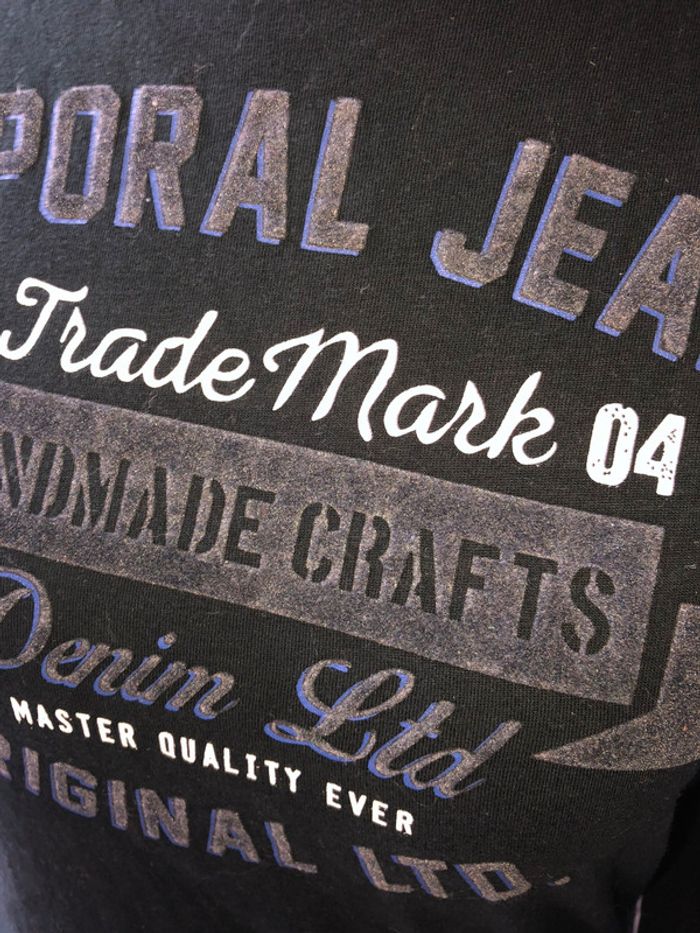 PORAL JEA
Trade Mark 04
NDMADE CRAFTS
Denim Ltd
MASTER QUALITY EVER
RIGINAL LTD.